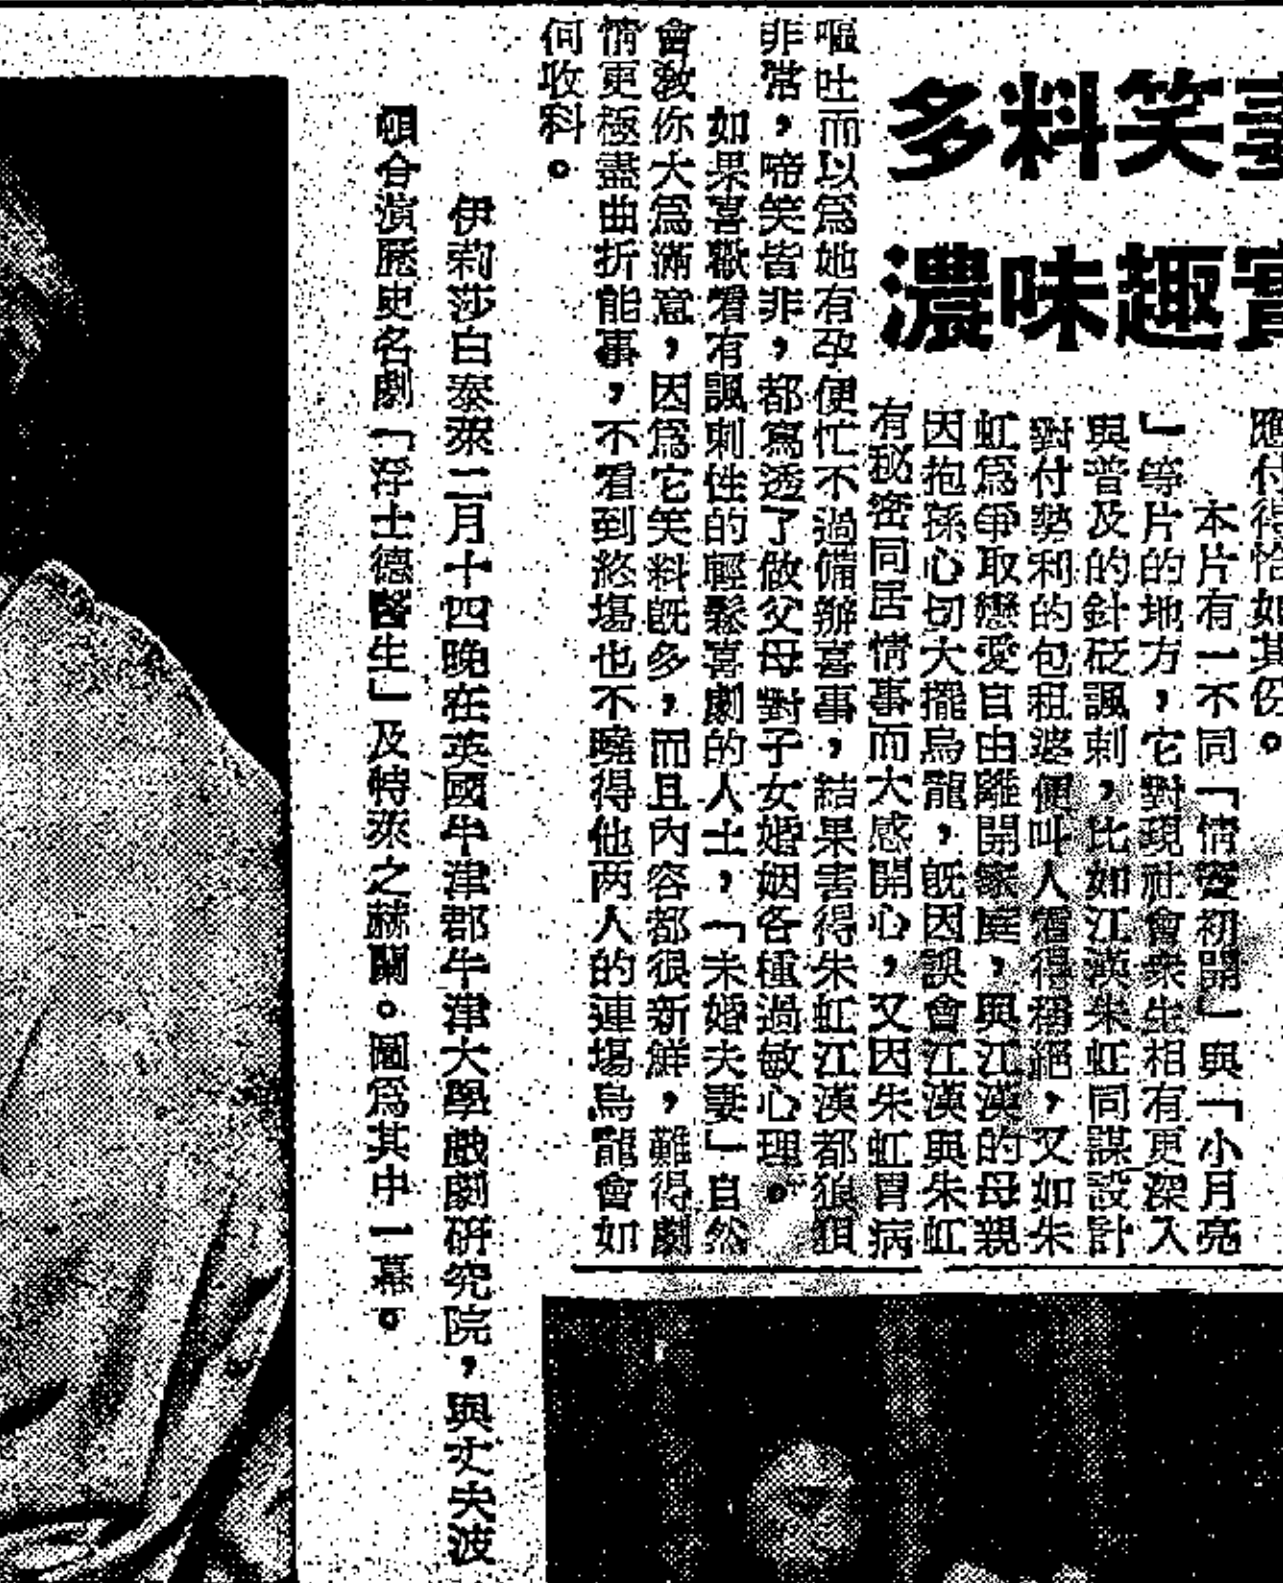 笑料多
趣味濃
應付得恰如其份。
本片有一不同「情竇初開」與「小月亮
」等片的地方,它對現社會衆生相有更深入
與普及的針砭諷刺,比如江漢朱虹同謀設計
對付勢利的包租婆便叫人看得稱絕,又如朱
虹爲爭取戀愛自由離開家庭,與江漢的母親
因抱孫心切大擺烏龍,旣因誤會江漢與朱虹
有秘密同居情事而大感開心,又因朱虹胃病
嘔吐而以爲她有孕便忙不過備辦喜事,結果害得朱虹江漢都狼狽
非常,啼笑皆非,都寫透了做父母對子女婚姻各種過敏心理。
如果喜歡看有諷刺性的輕鬆喜劇的人士,「未婚夫妻」自然
會敎你大爲滿意,因爲它笑料旣多,而且內容都很新鮮,難得劇
情更極盡曲折能事,不看到終場也不曉得他两人的連場烏龍會如
何收科。
伊莉莎白泰萊二月十四晚在英國牛津郡牛津大學戲劇研究院,與丈夫波
頓合演歷史名劇「浮士德醫生」及特萊之赫蘭。圖爲其中一幕。